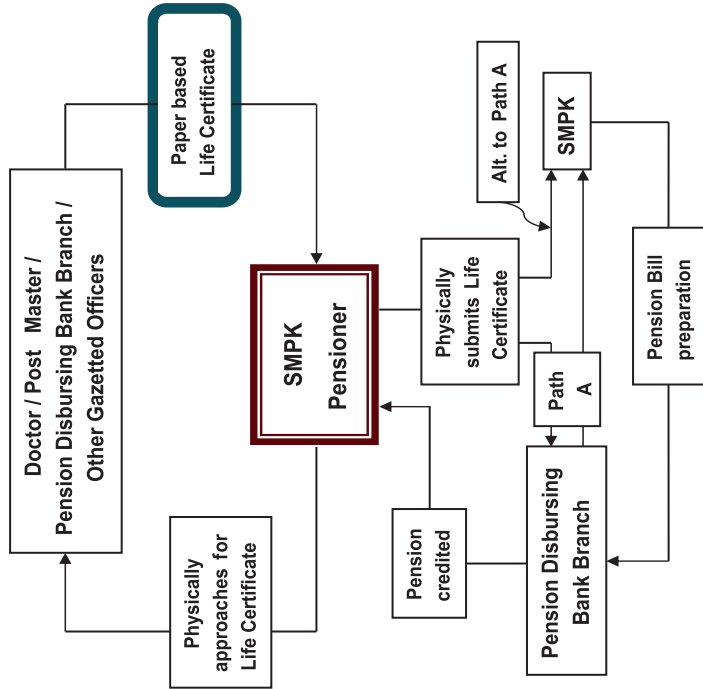 Doctor / Post Master /
Pension Disbursing Bank Branch /
Other Gazetted Officers
Paper based
Life Certificate
Physically
approaches for
Life Certificate
SMPK
Pensioner
Physically
submits Life
Certificate
Alt. to Path A
Path
A
SMPK
Pension
credited
Pension Disbursing
Bank Branch
Pension Bill
preparation